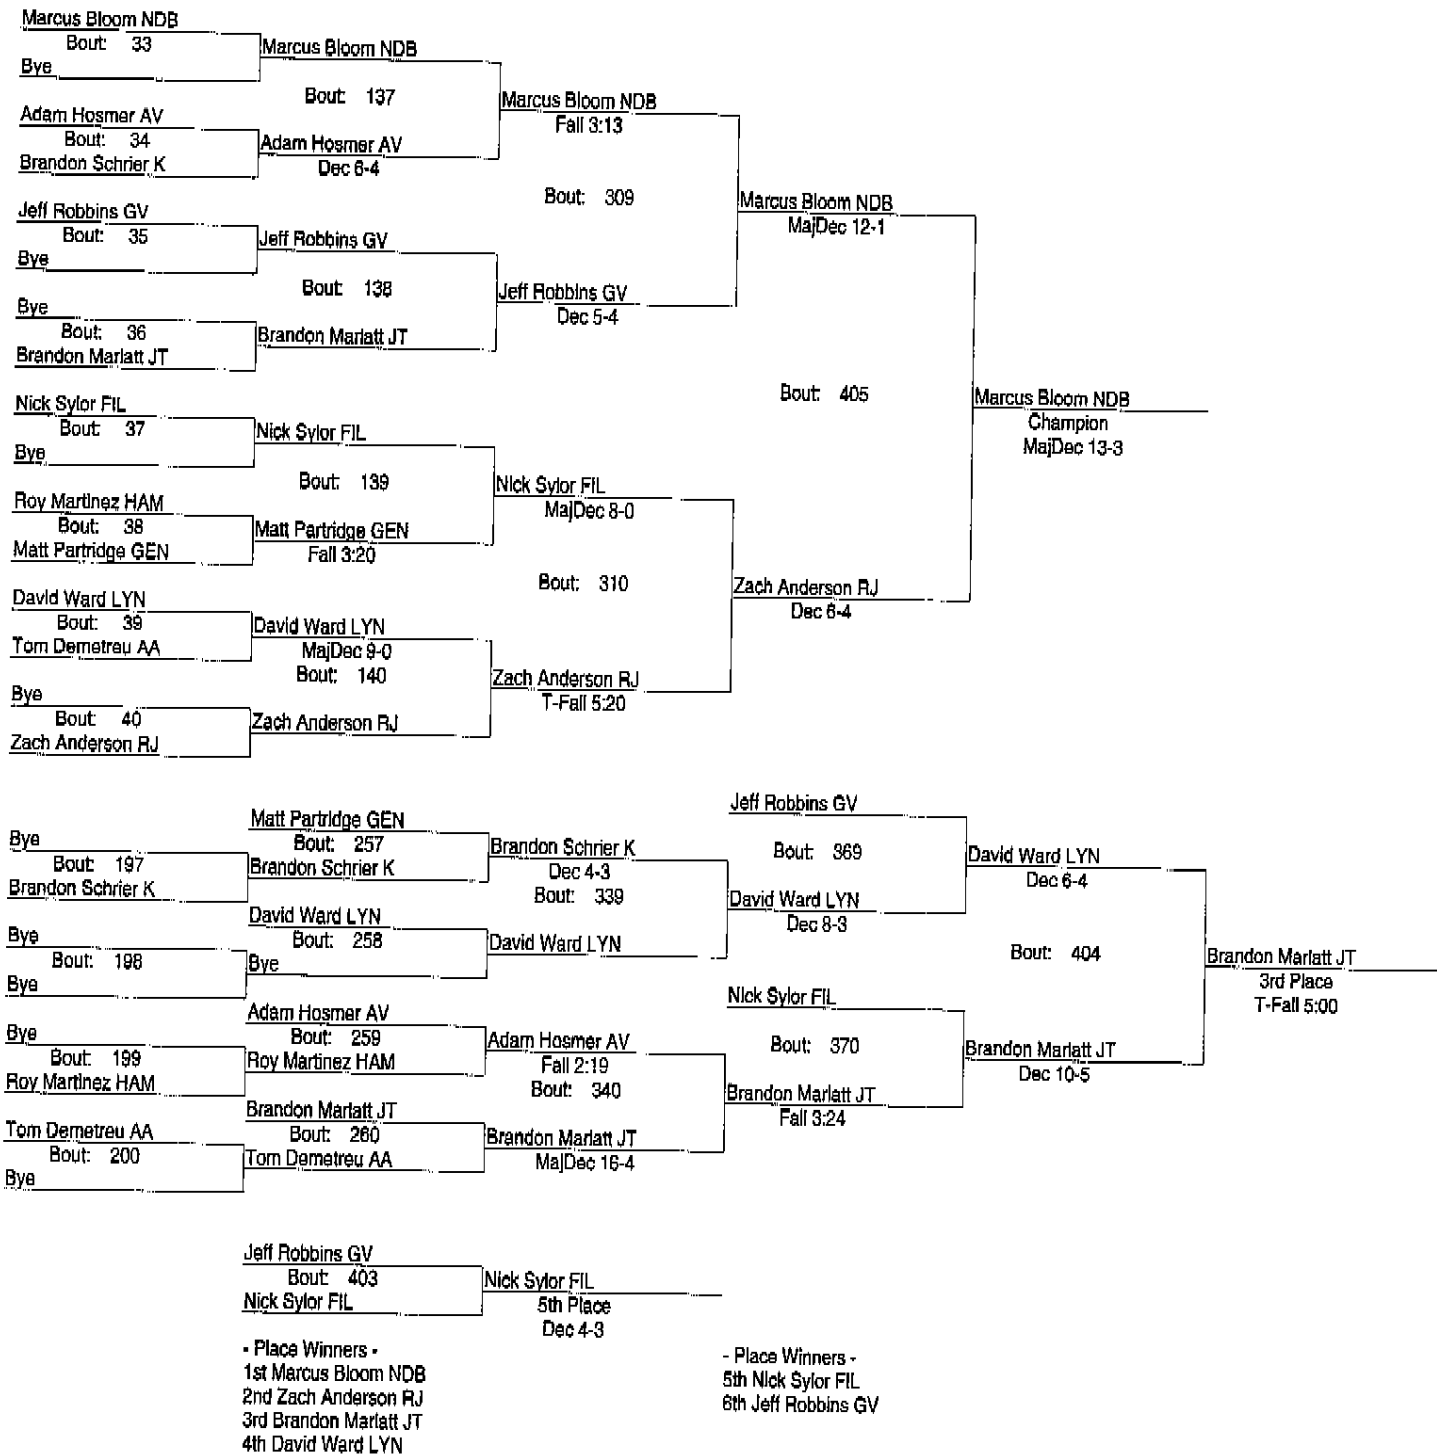 Marcus Bloom NDB
Bout: 33
Bye
Marcus Bloom NDB
Bout: 137
Adam Hosmer AV
Bout: 34
Brandon Schrier K
Adam Hosmer AV
Dec 6-4
Marcus Bloom NDB
Fall 3:13
Bout: 309
Jeff Robbins GV
Bout: 35
Bye
Jeff Robbins GV
Bout: 138
Bye
Bout: 36
Brandon Marlatt JT
Brandon Marlatt JT
Jeff Robbins GV
Dec 5-4
Marcus Bloom NDB
MajDec 12-1
Bout: 405
Nick Sylor FIL
Bout: 37
Bye
Nick Sylor FIL
Bout: 139
Roy Martinez HAM
Bout: 38
Matt Partridge GEN
Matt Partridge GEN
Fall 3:20
Nick Sylor FIL
MajDec 8-0
Bout: 310
David Ward LYN
Bout: 39
Tom Demetreu AA
David Ward LYN
MajDec 9-0
Bout: 140
Bye
Bout: 40
Zach Anderson RJ
Zach Anderson RJ
Zach Anderson RJ
T-Fall 5:20
Zach Anderson RJ
Dec 6-4
Marcus Bloom NDB
Champion
MajDec 13-3
Bye
Bout: 197
Brandon Schrier K
Matt Partridge GEN
Bout: 257
Brandon Schrier K
Brandon Schrier K
Dec 4-3
Bout: 339
Bye
Bout: 198
Bye
David Ward LYN
Bout: 258
Bye
David Ward LYN
Jeff Robbins GV
Bout: 369
David Ward LYN
Dec 8-3
David Ward LYN
Dec 6-4
Bout: 404
Bye
Bout: 199
Roy Martinez HAM
Adam Hosmer AV
Bout: 259
Roy Martinez HAM
Adam Hosmer AV
Fall 2:19
Bout: 340
Tom Demetreu AA
Bout: 200
Bye
Brandon Marlatt JT
Bout: 260
Tom Demetreu AA
Brandon Marlatt JT
MajDec 16-4
Nick Sylor FIL
Bout: 370
Brandon Marlatt JT
Fall 3:24
Brandon Marlatt JT
Dec 10-5
Brandon Marlatt JT
3rd Place
T-Fall 5:00
Jeff Robbins GV
Bout: 403
Nick Sylor FIL
Nick Sylor FIL
5th Place
Dec 4-3
- Place Winners -
1st Marcus Bloom NDB
2nd Zach Anderson RJ
3rd Brandon Marlatt JT
4th David Ward LYN
- Place Winners -
5th Nick Sylor FIL
6th Jeff Robbins GV